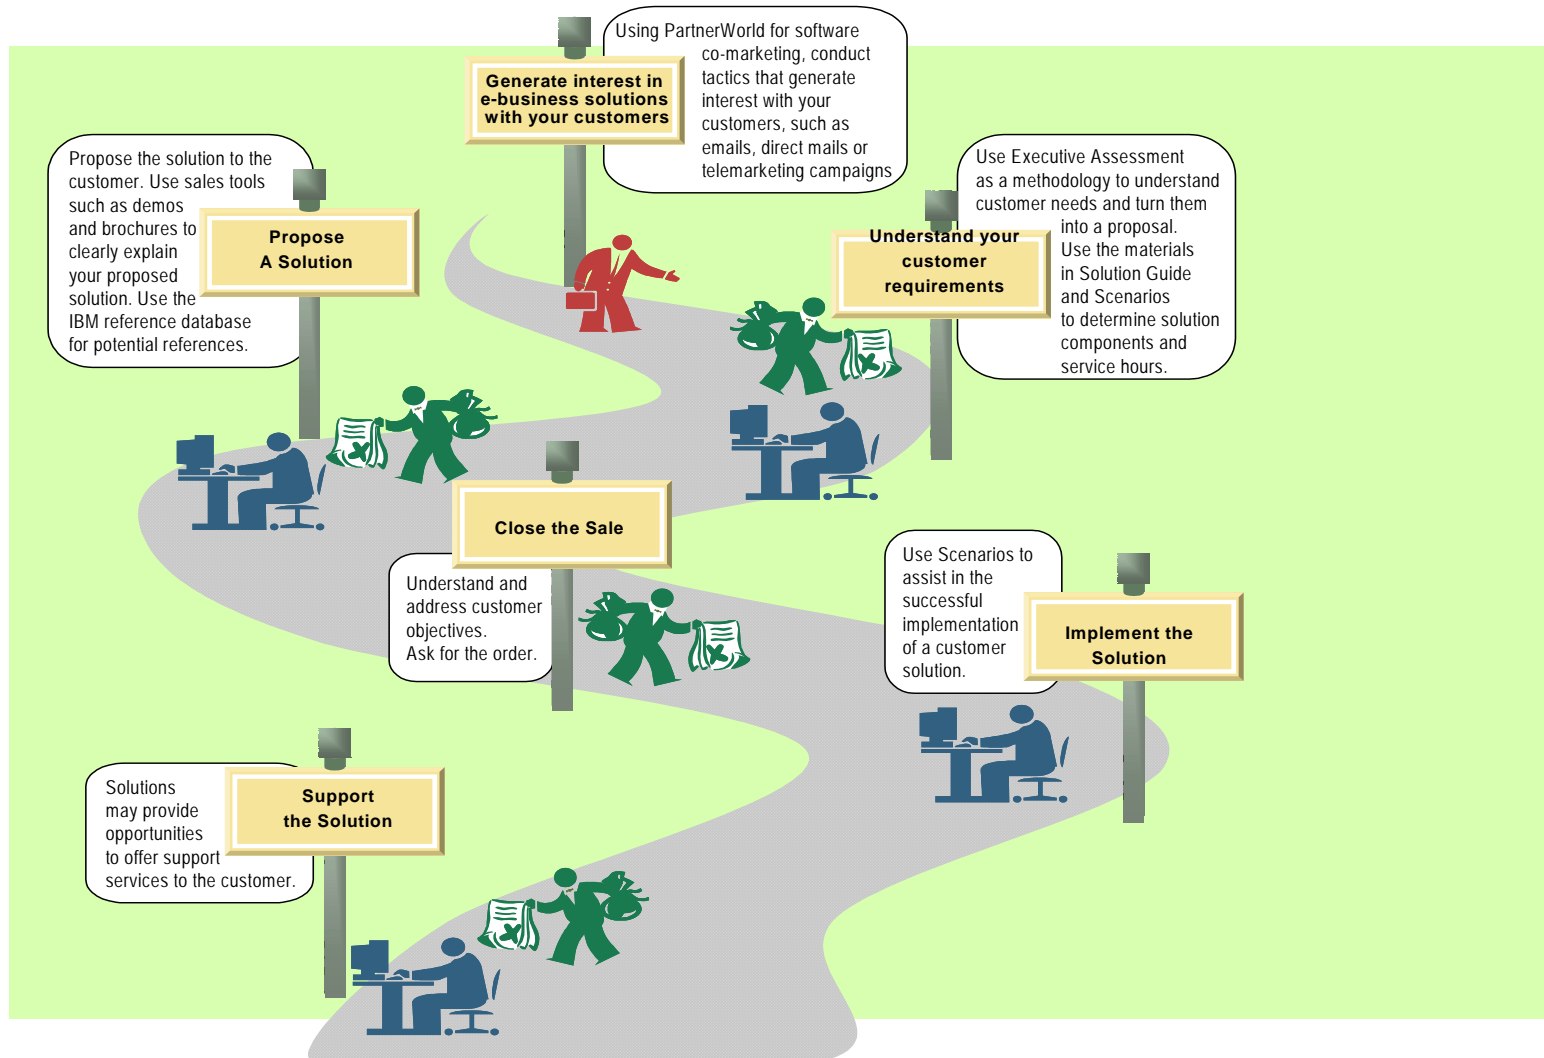 Generate interest in
e-business solutions
with your customers
Using PartnerWorld for software
co-marketing, conduct
tactics that generate
interest with your
customers, such as
emails, direct mails or
telemarketing campaigns
Understand your
customer
requirements
Use Executive Assessment
as a methodology to understand
customer needs and turn them
into a proposal.
Use the materials
in Solution Guide
and Scenarios
to determine solution
components and
service hours.
Propose
A Solution
Propose the solution to the
customer. Use sales tools
such as demos
and brochures to
clearly explain
your proposed
solution. Use the
IBM reference database
for potential references.
Close the Sale
Understand and
address customer
objectives.
Ask for the order.
Implement the
Solution
Use Scenarios to
assist in the
successful
implementation
of a customer
solution.
Support
the Solution
Solutions
may provide
opportunities
to offer support
services to the customer.